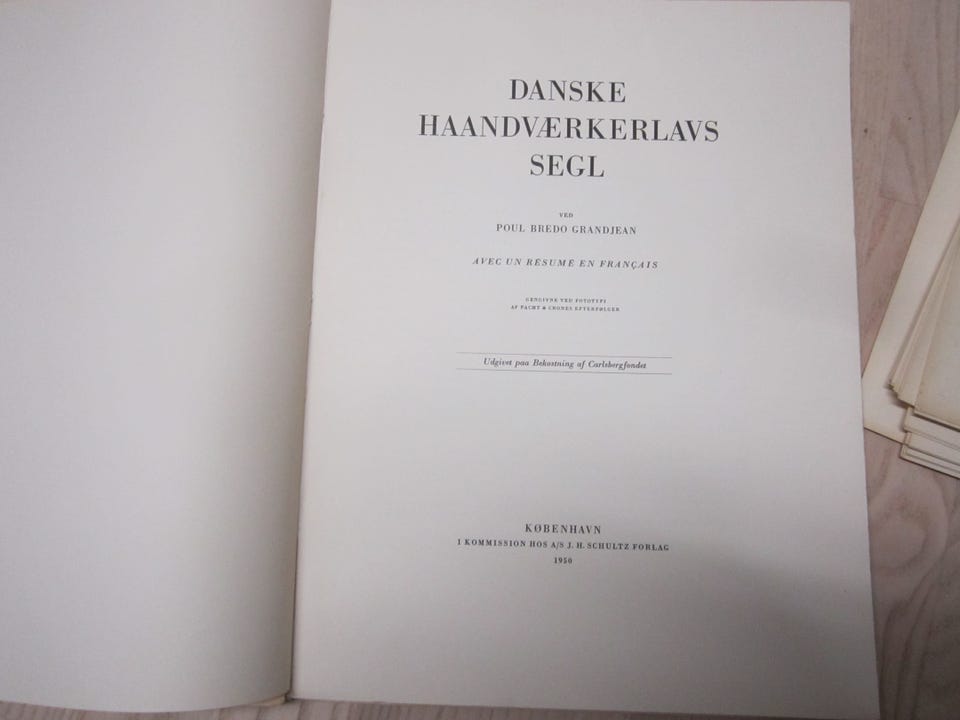 DANSKE
HAANDVÆRKERLAVS
SEGL
VED
POUL BREDO GRANDJEAN
AVEC UN RÉSUMÉ EN FRANÇAIS
GENGIVNE VED FOTOTYPI
AF PACHT & CRONES EFTERFØLGER
Udgivet paa Bekostning af Carlsbergfondet
KØBENHAVN
I KOMMISSION HOS A/S J. H. SCHULTZ FORLAG
1950